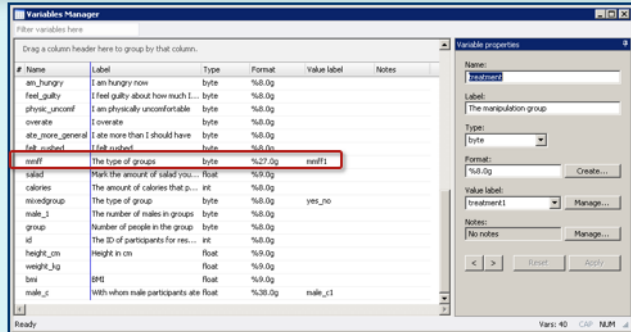 Variables Manager
Filter variables here
Drag a column header here to group by that column.
# Name Label Type Format Value label Notes
am_hungry I am hungry now byte %8.0g
feel_guilty I feel guilty about how much I... byte %8.0g
physic_uncomf I am physically uncomfortable byte %8.0g
overate I overate byte %8.0g
ate_more_general I ate more than I should have byte %8.0g
felt_rushed I felt rushed byte %8.0g
mmff The type of groups byte %27.0g mmff1
salad Mark the amount of salad you... float %9.0g
calories The amount of calories that p... int %8.0g
mixedgroup The type of group byte %8.0g yes_no
male_1 The number of males in groups byte %8.0g
group Number of people in the group byte %8.0g
id The ID of participants for res... int %8.0g
height_cm Height in cm float %9.0g
weight_kg float %9.0g
bmi BMI float %9.0g
male_c With whom male participants ate float %38.0g male_c1
Variable properties
Name:
treatment
Label:
The manipulation group
Type:
byte
Format:
%8.0g Create...
Value label:
treatment1 Manage...
Notes:
No notes Manage...
< > Reset Apply
Ready Vars: 40 CAP NUM